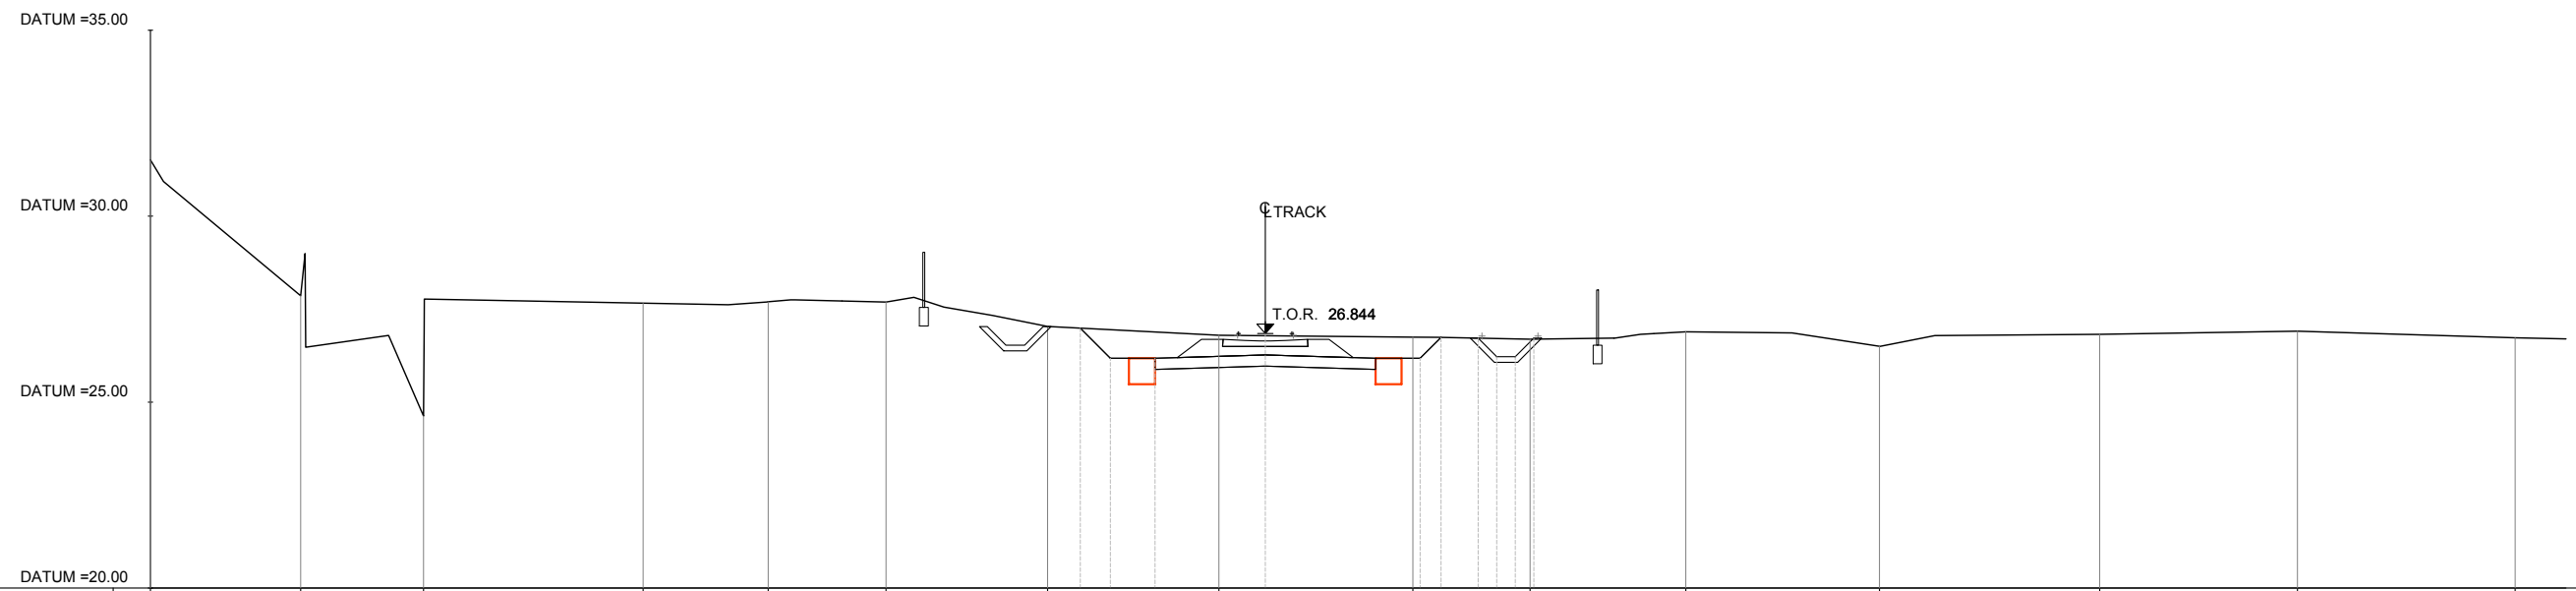 DATUM =35.00
DATUM =30.00
℄ TRACK
T.O.R. 26.844
DATUM =25.00
DATUM =20.00